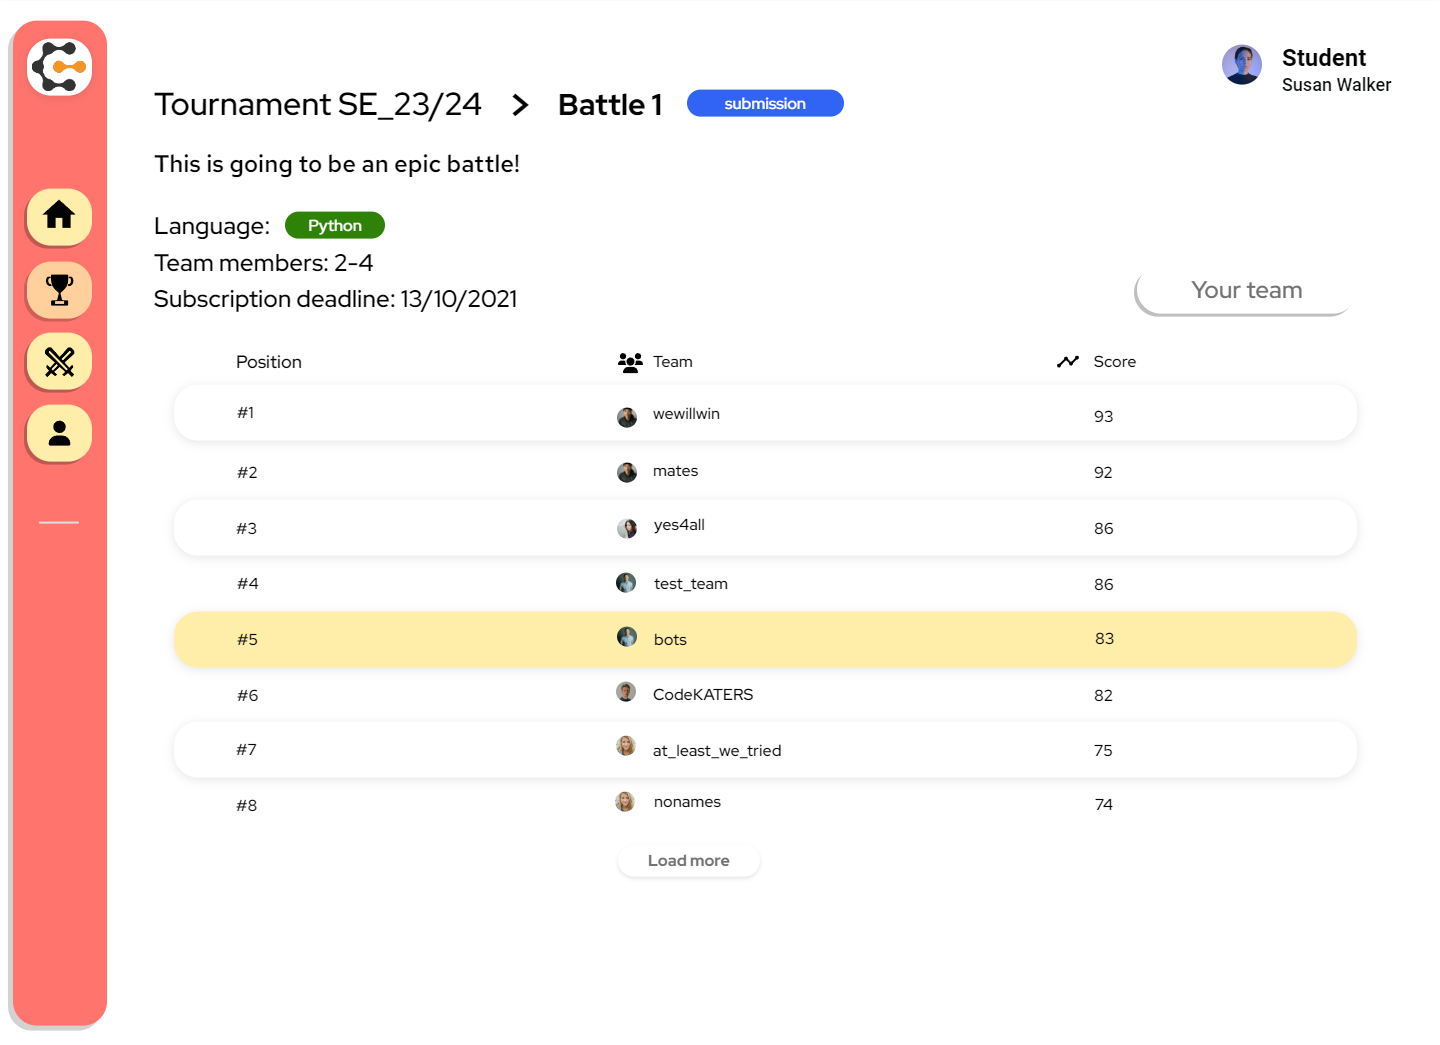 Student
Susan Walker
Tournament SE_23/24 > Battle 1 submission
This is going to be an epic battle!
Language: Python
Team members: 2-4
Subscription deadline: 13/10/2021
Your team
Position Team Score
#1 wewillwin 93
#2 mates 92
#3 yes4all 86
#4 test_team 86
#5 bots 83
#6 CodeKATERS 82
#7 at_least_we_tried 75
#8 nonames 74
Load more